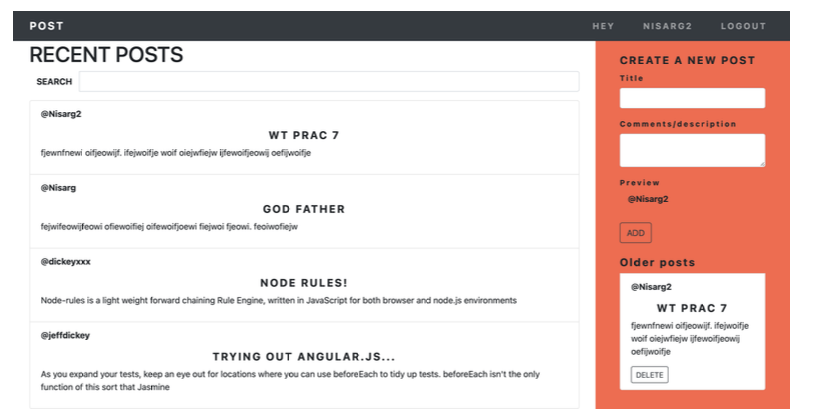 POST
HEY NISARG2 LOGOUT
RECENT POSTS
SEARCH
@Nisarg2
WT PRAC 7
fjewnfnewi oifjeowijf. ifejwoifje woif oiejwfiejw ijfewoifjeowij oefijwoifje
@Nisarg
GOD FATHER
fejwifeowijfeowi ofiewoifiej oifewoifjoewi fiejwoi fjeowi. feoiwofiejw
@dickeyxxx
NODE RULES!
Node-rules is a light weight forward chaining Rule Engine, written in JavaScript for both browser and node.js environments
@jeffdickey
TRYING OUT ANGULAR.JS...
As you expand your tests, keep an eye out for locations where you can use beforeEach to tidy up tests. beforeEach isn't the only
function of this sort that Jasmine
CREATE A NEW POST
Title
Comments/description
Preview
@Nisarg2
ADD
Older posts
@Nisarg2
WT PRAC 7
fjewnfnewi oifjeowijf. ifejwoifje
woif oiejwfiejw ijfewoifjeowij
oefijwoifje
DELETE